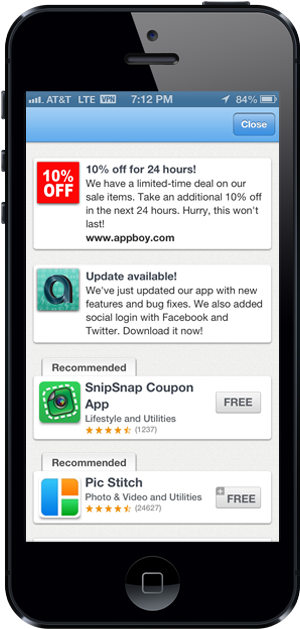 AT&T LTE VPN 7:12 PM 84%
Close
10%
OFF
10% off for 24 hours!
We have a limited-time deal on our
sale items. Take an additional 10% off
in the next 24 hours. Hurry, this won't
last!
www.appboy.com
a
Update available!
We've just updated our app with new
features and bug fixes. We also added
social login with Facebook and
Twitter. Download it now!
Recommended
SnipSnap Coupon
App
FREE
Lifestyle and Utilities
(1237)
Recommended
Pic Stitch
Photo & Video and Utilities
+ FREE
(24627)